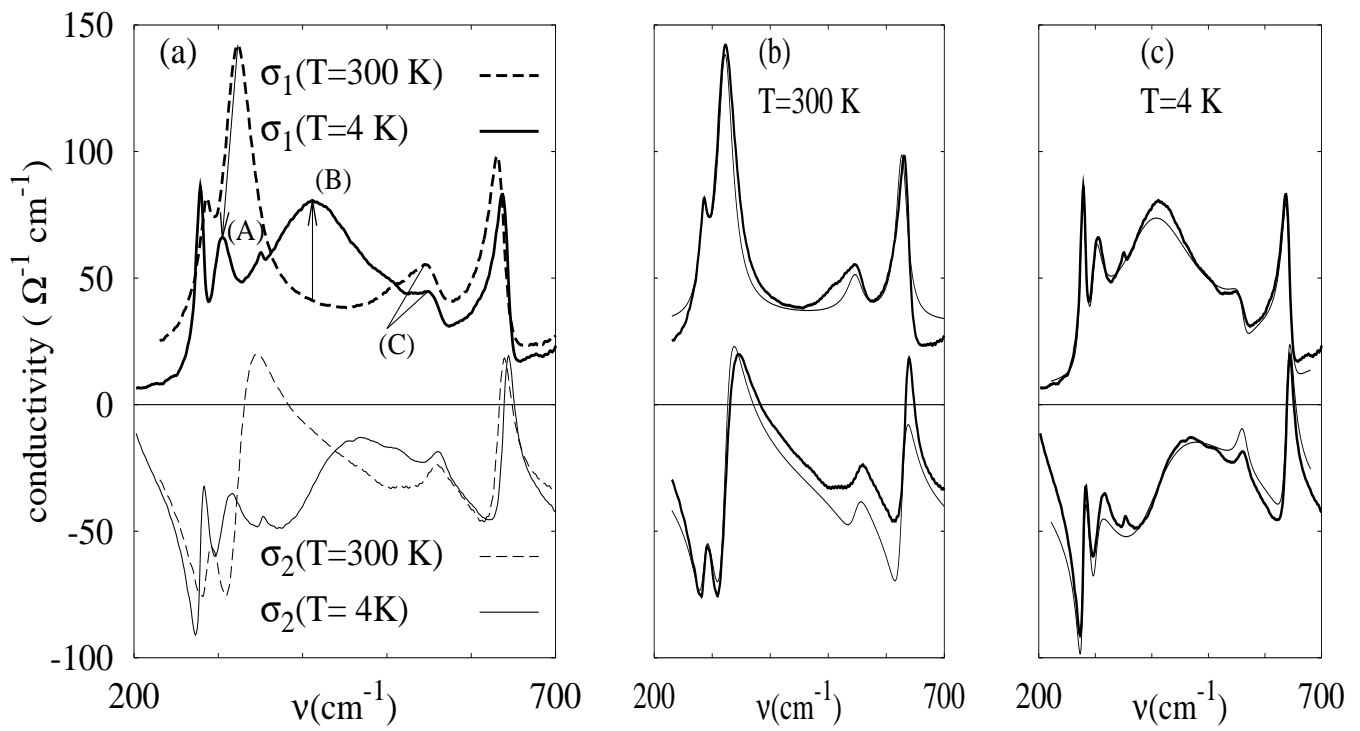 conductivity ( Ω⁻¹ cm⁻¹)
150
100
50
0
-50
-100
(a)
σ₁(T=300 K)
σ₁(T=4 K)
(A)
(B)
(C)
σ₂(T=300 K)
σ₂(T= 4K)
200
ν(cm⁻¹)
700
(b)
T=300 K
200
ν(cm⁻¹)
700
(c)
T=4 K
200
ν(cm⁻¹)
700